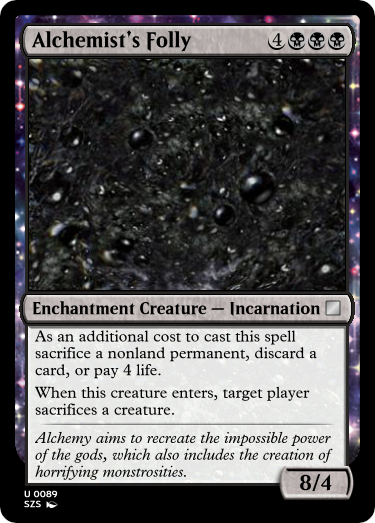 Alchemist's Folly 4
Enchantment Creature — Incarnation
As an additional cost to cast this spell
sacrifice a nonland permanent, discard a
card, or pay 4 life.
When this creature enters, target player
sacrifices a creature.
Alchemy aims to recreate the impossible power
of the gods, which also includes the creation of
horrifying monstrosities.
8/4
U 0089
SZS